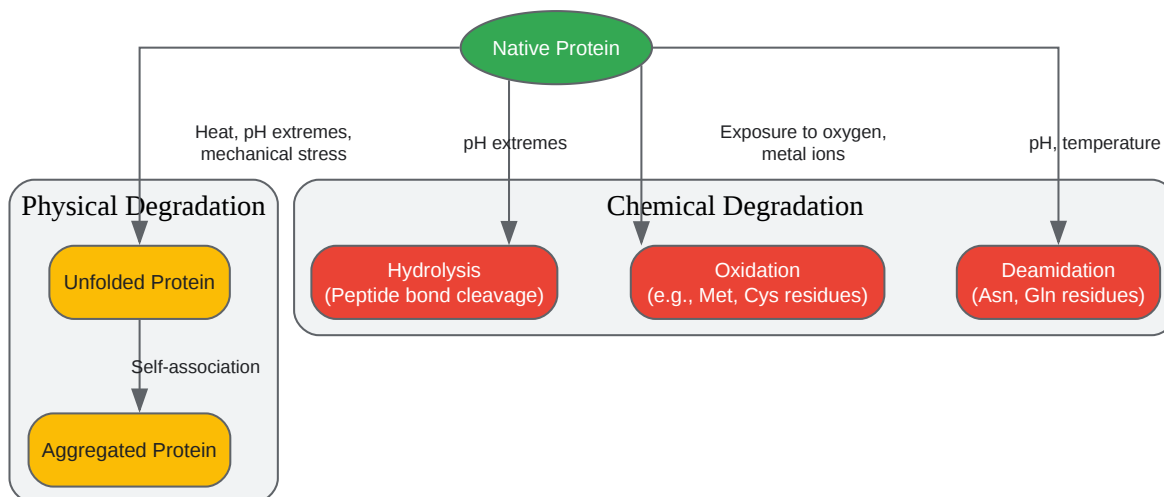 Native Protein
Heat, pH extremes,
mechanical stress
pH extremes
Exposure to oxygen,
metal ions
pH, temperature
Physical Degradation
Chemical Degradation
Unfolded Protein
Hydrolysis
(Peptide bond cleavage)
Oxidation
(e.g., Met, Cys residues)
Deamidation
(Asn, Gln residues)
Self-association
Aggregated Protein